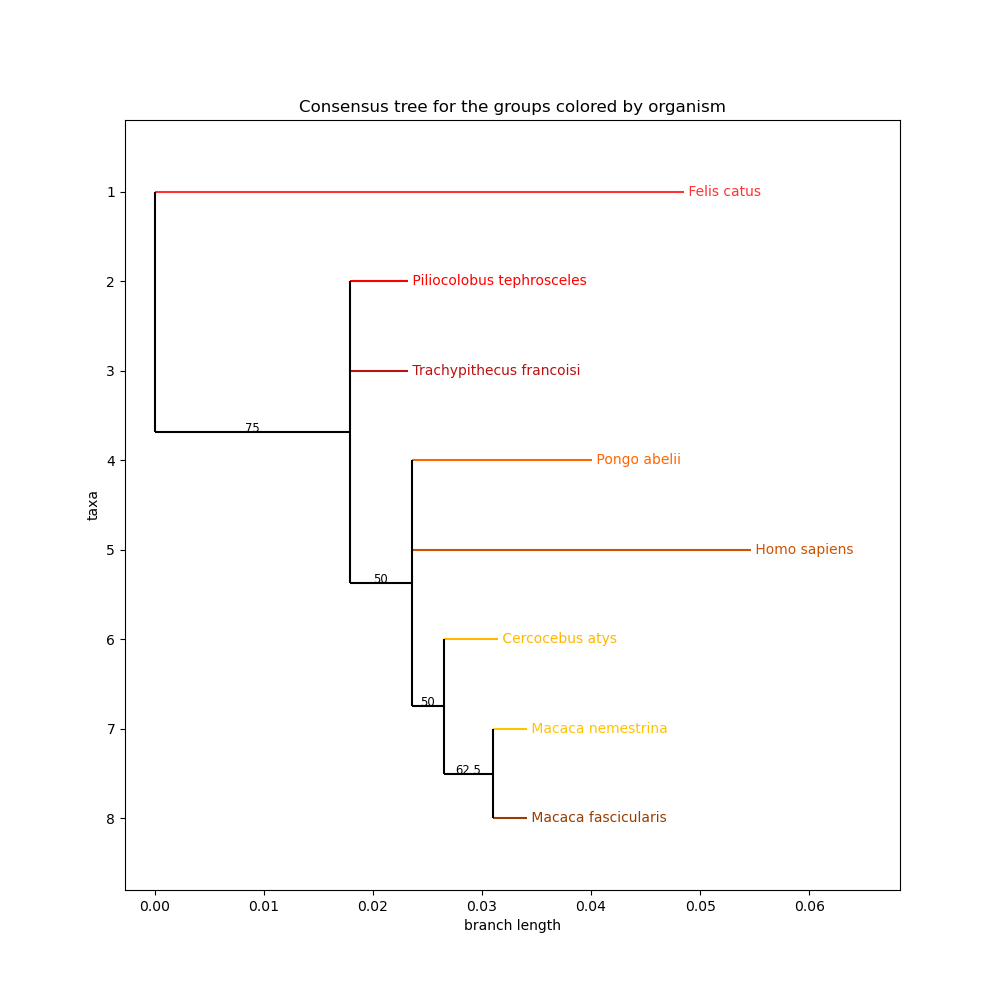 Consensus tree for the groups colored by organism
1
Felis catus
2
Piliocolobus tephrosceles
3
Trachypithecus francoisi
75
4
Pongo abelii
taxa
5
Homo sapiens
50
6
Cercocebus atys
50
7
Macaca nemestrina
62.5
8
Macaca fascicularis
0.00 0.01 0.02 0.03 0.04 0.05 0.06
branch length